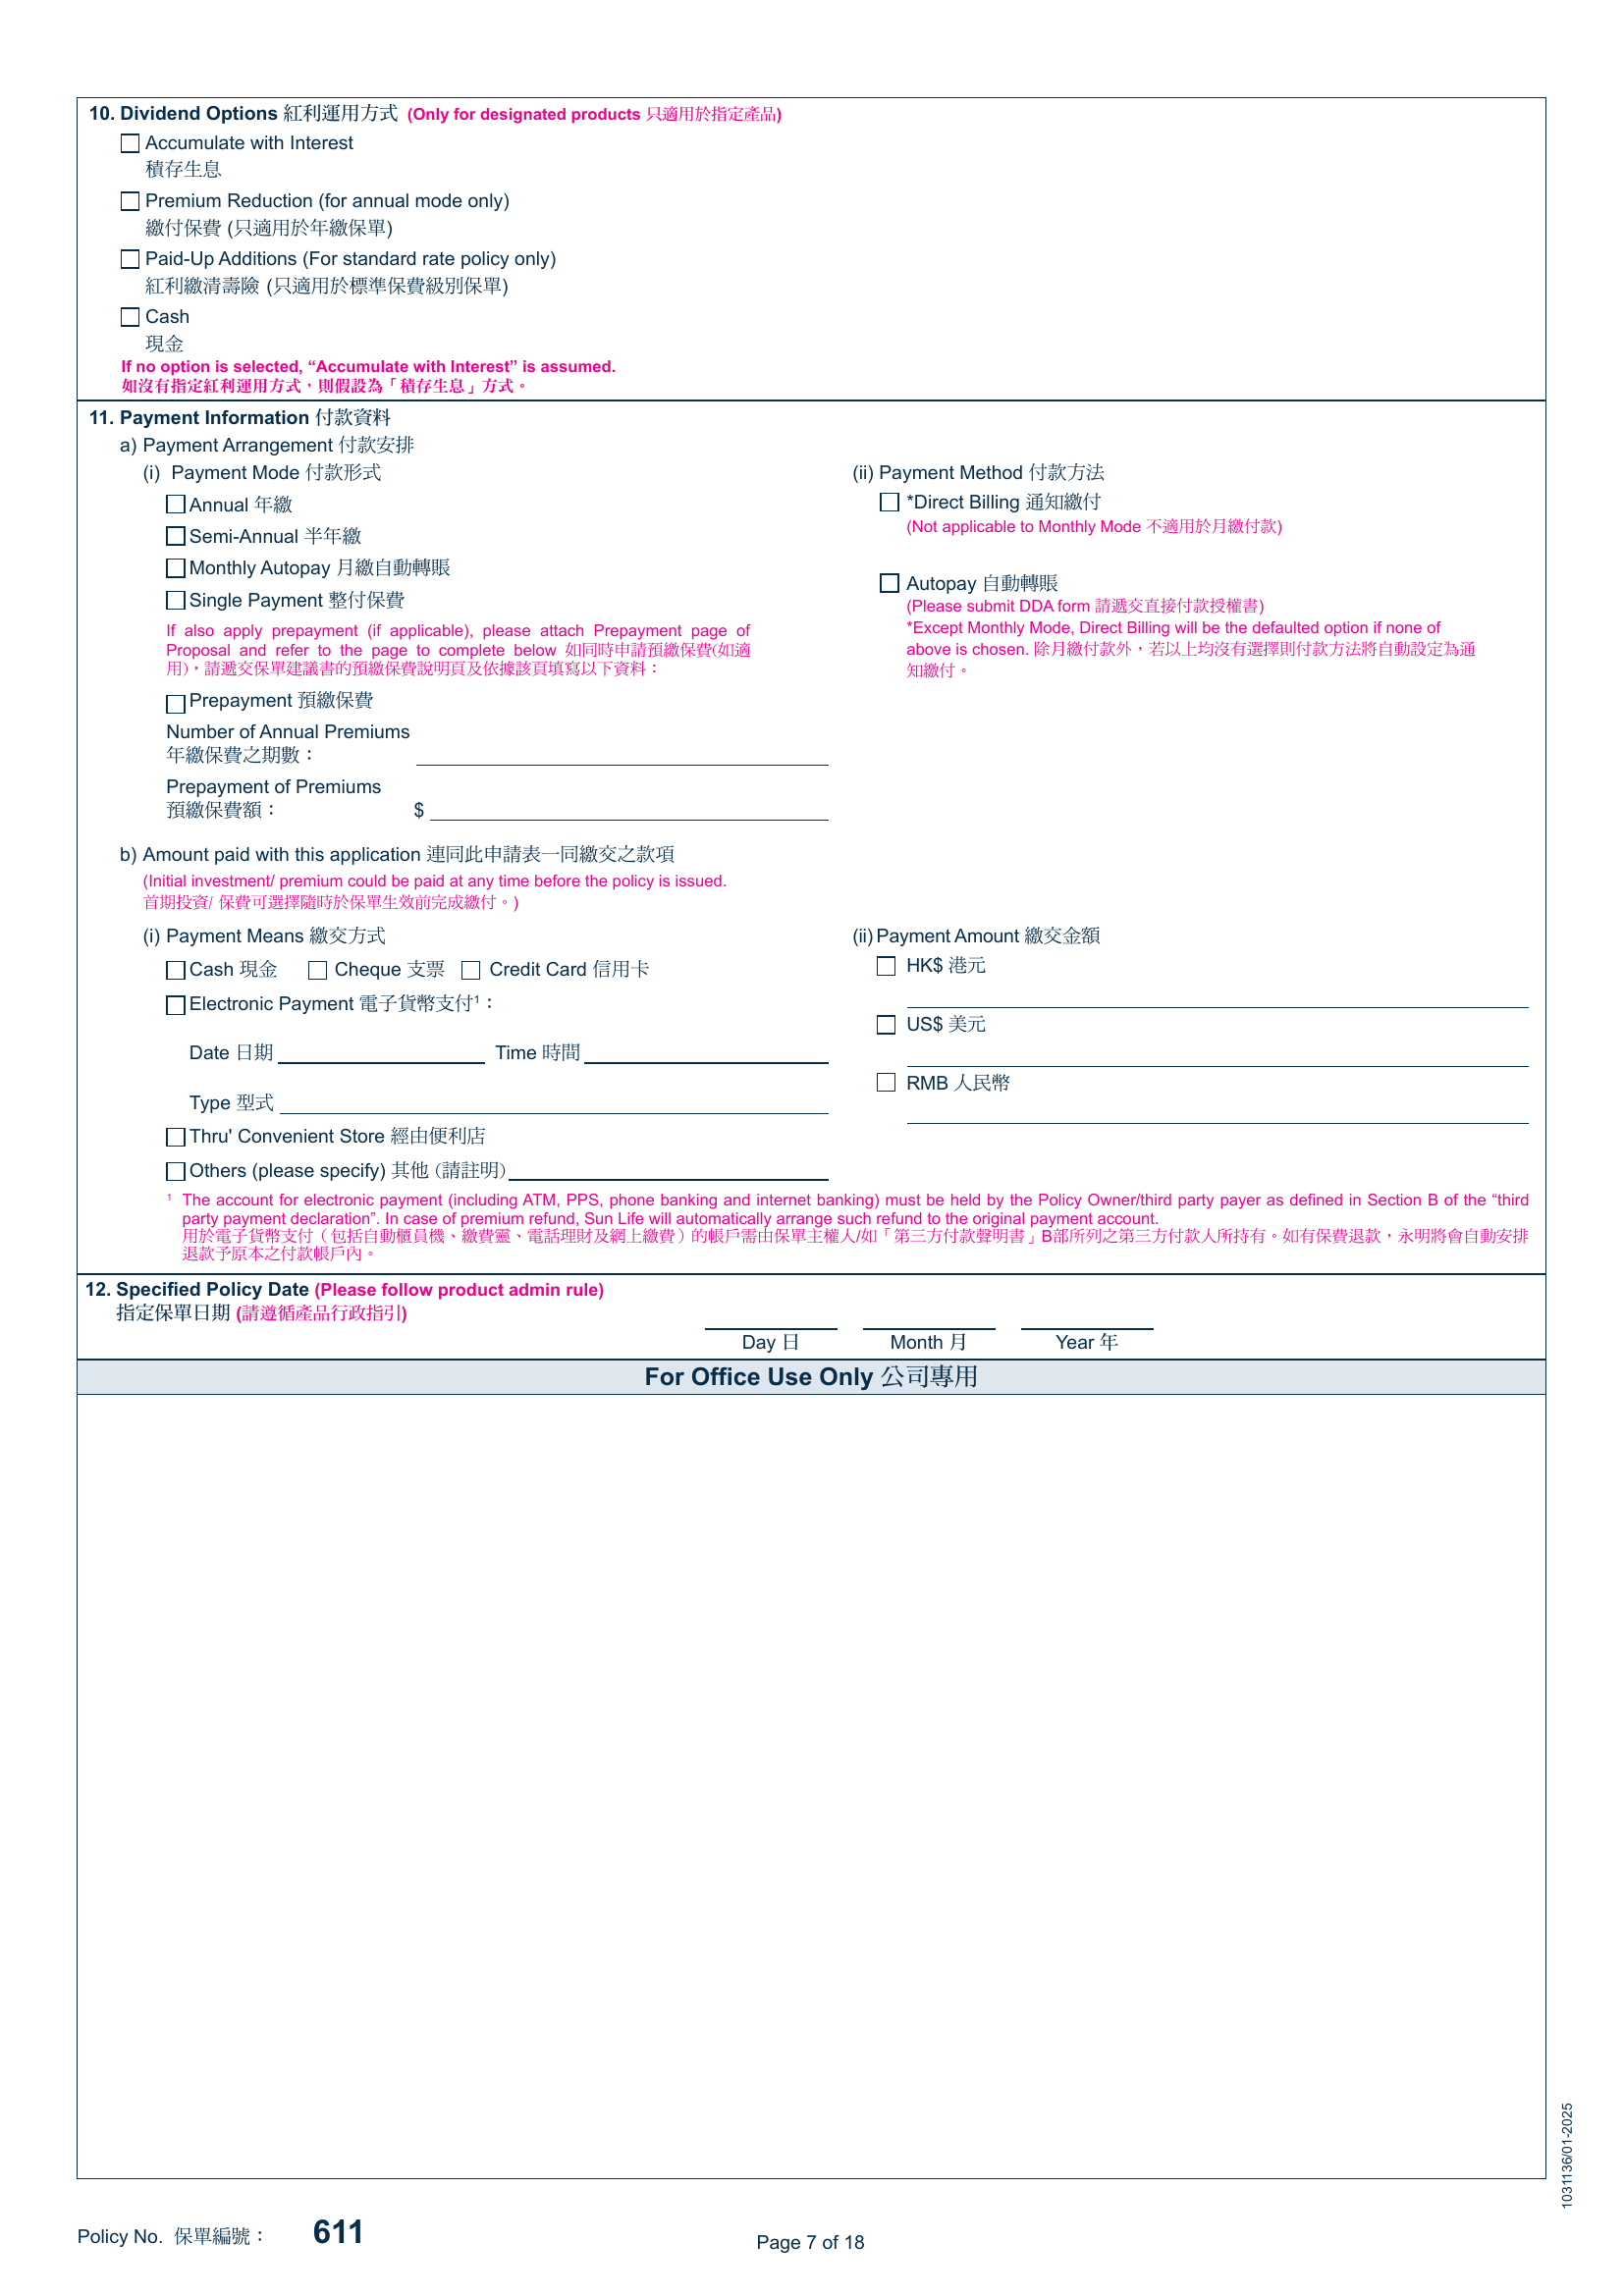 10. Dividend Options 紅利運用方式 (Only for designated products 只適用於指定產品)
Accumulate with Interest
積存生息
Premium Reduction (for annual mode only)
繳付保費 (只適用於年繳保單)
Paid-Up Additions (For standard rate policy only)
紅利繳清壽險 (只適用於標準保費級別保單)
Cash
現金
If no option is selected, “Accumulate with Interest” is assumed.
如沒有指定紅利運用方式，則假設為「積存生息」方式。
11. Payment Information 付款資料
a) Payment Arrangement 付款安排
(i) Payment Mode 付款形式
Annual 年繳
Semi-Annual 半年繳
Monthly Autopay 月繳自動轉賬
Single Payment 整付保費
If also apply prepayment (if applicable), please attach Prepayment page of
Proposal and refer to the page to complete below 如同時申請預繳保費(如適
用)，請遞交保單建議書的預繳保費說明頁及依據該頁填寫以下資料：
Prepayment 預繳保費
Number of Annual Premiums
年繳保費之期數：
Prepayment of Premiums
預繳保費額： $
(ii) Payment Method 付款方法
*Direct Billing 通知繳付
(Not applicable to Monthly Mode 不適用於月繳付款)
Autopay 自動轉賬
(Please submit DDA form 請遞交直接付款授權書)
*Except Monthly Mode, Direct Billing will be the defaulted option if none of
above is chosen. 除月繳付款外，若以上均沒有選擇則付款方法將自動設定為通
知繳付。
b) Amount paid with this application 連同此申請表一同繳交之款項
(Initial investment/ premium could be paid at any time before the policy is issued.
首期投資/ 保費可選擇隨時於保單生效前完成繳付。)
(i) Payment Means 繳交方式
Cash 現金 Cheque 支票 Credit Card 信用卡
Electronic Payment 電子貨幣支付¹：
Date 日期 Time 時間
Type 型式
Thru' Convenient Store 經由便利店
Others (please specify) 其他 (請註明)
(ii) Payment Amount 繳交金額
HK$ 港元
US$ 美元
RMB 人民幣
¹ The account for electronic payment (including ATM, PPS, phone banking and internet banking) must be held by the Policy Owner/third party payer as defined in Section B of the “third
party payment declaration”. In case of premium refund, Sun Life will automatically arrange such refund to the original payment account.
用於電子貨幣支付（包括自動櫃員機、繳費靈、電話理財及網上繳費）的帳戶需由保單主權人/如「第三方付款聲明書」B部所列之第三方付款人所持有。如有保費退款，永明將會自動安排
退款予原本之付款帳戶內。
12. Specified Policy Date (Please follow product admin rule)
指定保單日期 (請遵循產品行政指引)
Day 日 Month 月 Year 年
For Office Use Only 公司專用
1031136/01-2025
Policy No. 保單編號： 611
Page 7 of 18